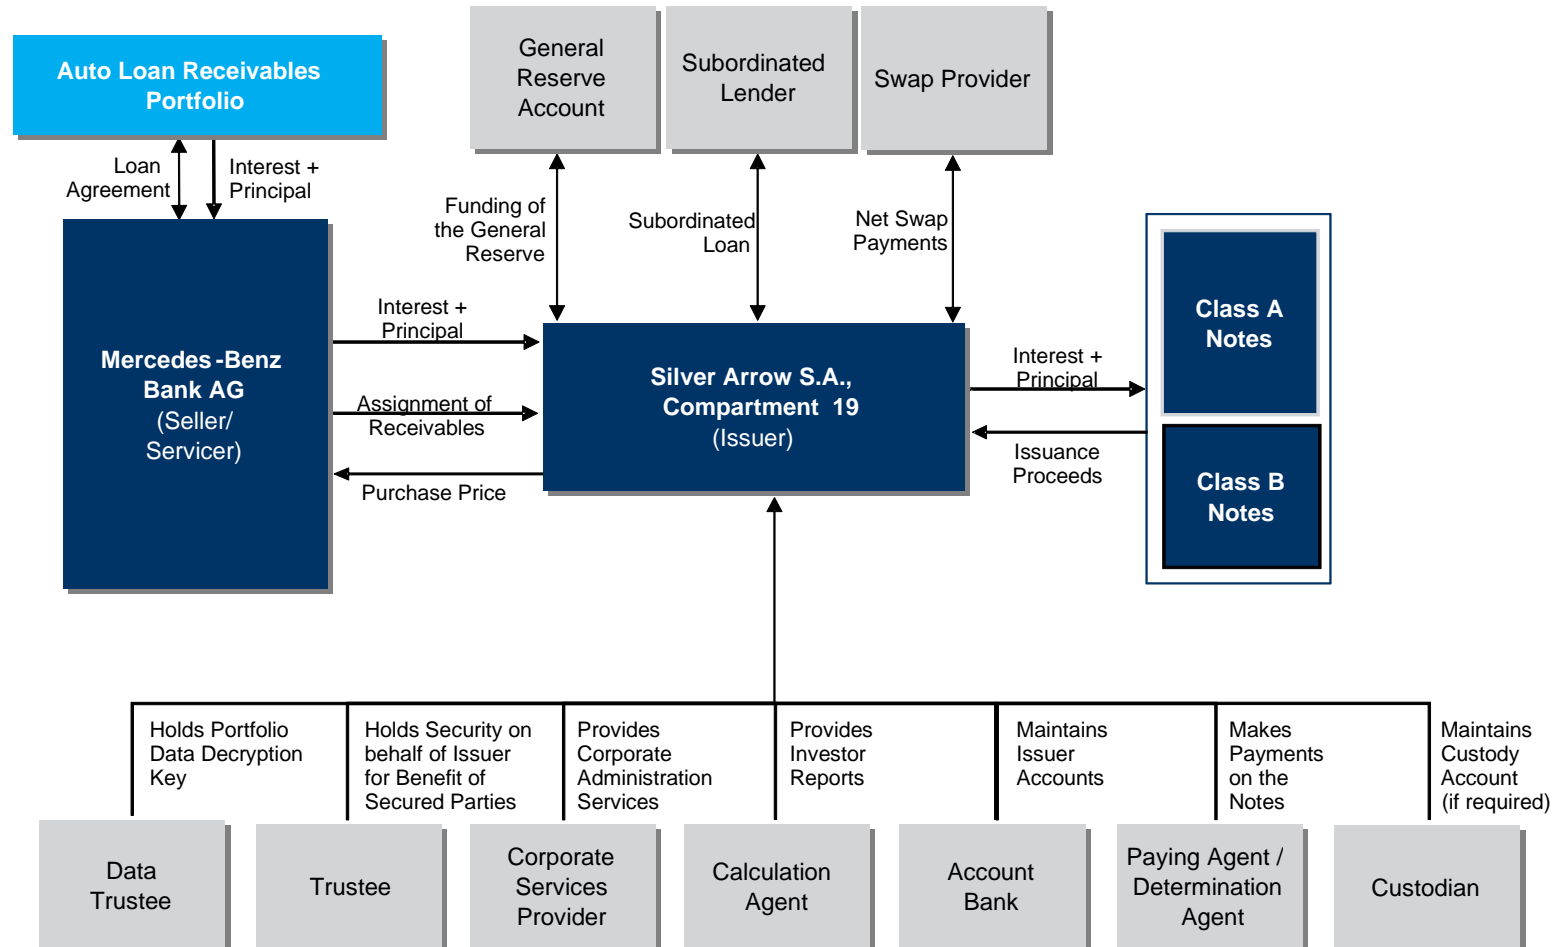 Auto Loan Receivables
Portfolio
General
Reserve
Account
Subordinated
Lender
Swap Provider
Loan
Agreement
Interest +
Principal
Funding of
the General
Reserve
Subordinated
Loan
Net Swap
Payments
Mercedes-Benz
Bank AG
(Seller/
Servicer)
Interest +
Principal
Assignment of
Receivables
Purchase Price
Silver Arrow S.A.,
Compartment 19
(Issuer)
Interest +
Principal
Issuance
Proceeds
Class A
Notes
Class B
Notes
Holds Portfolio
Data Decryption
Key
Holds Security on
behalf of Issuer
for Benefit of
Secured Parties
Provides
Corporate
Administration
Services
Provides
Investor
Reports
Maintains
Issuer
Accounts
Makes
Payments
on the
Notes
Maintains
Custody
Account
(if required)
Data
Trustee
Trustee
Corporate
Services
Provider
Calculation
Agent
Account
Bank
Paying Agent /
Determination
Agent
Custodian